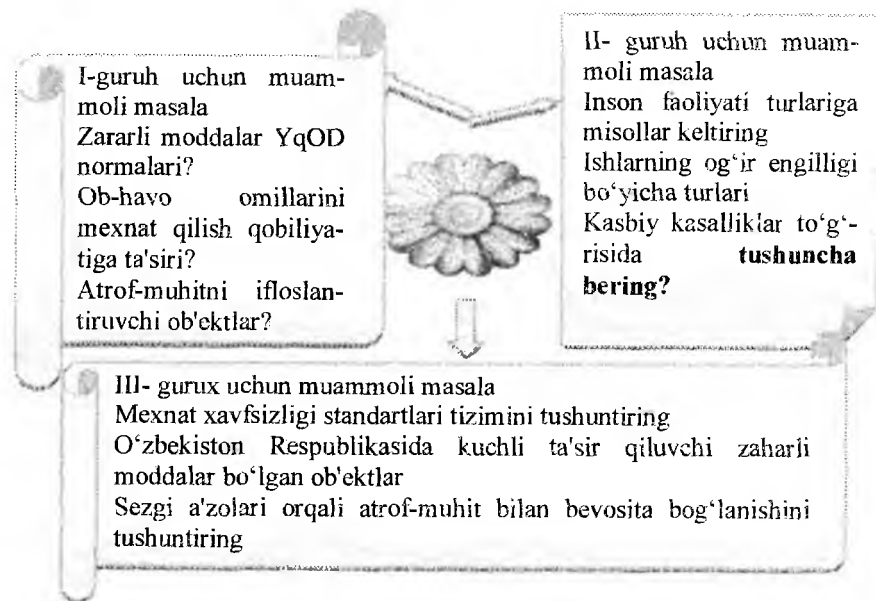 I-guruh uchun muam-
moli masala
Zararli moddalar YqOD
normalari?
Ob-havo omillarini
mexnat qilish qobiliya-
tiga ta'siri?
Atrof-muhitni ifloslan-
tiruvchi ob'ektlar?
II- guruh uchun muam-
moli masala
Inson faoliyati turlariga
misollar keltiring
Ishlarning og‘ir engilligi
bo‘yicha turlari
Kasbiy kasalliklar to‘g‘-
risida tushuncha
bering?
III- gurux uchun muammoli masala
Mexnat xavfsizligi standartlari tizimini tushuntiring
O‘zbekiston Respublikasida kuchli ta'sir qiluvchi zaharli
moddalar bo‘lgan ob'ektlar
Sezgi a'zolari orqali atrof-muhit bilan bevosita bog‘lanishini
tushuntiring